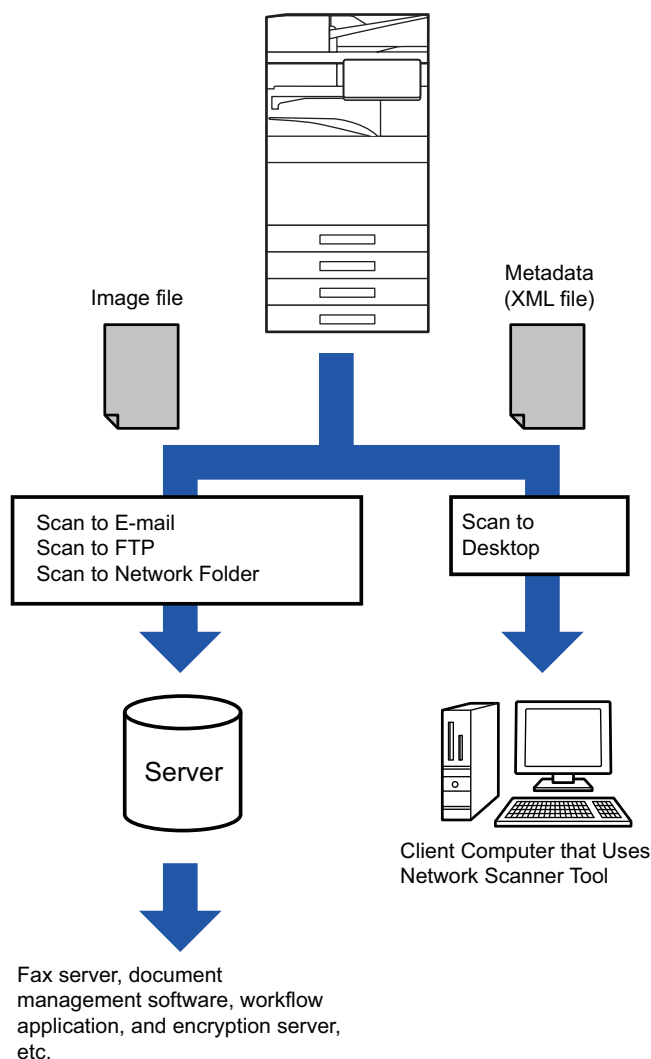 Image file
Metadata
(XML file)
Scan to E-mail
Scan to FTP
Scan to Network Folder
Scan to
Desktop
Server
Client Computer that Uses
Network Scanner Tool
Fax server, document
management software, workflow
application, and encryption server,
etc.